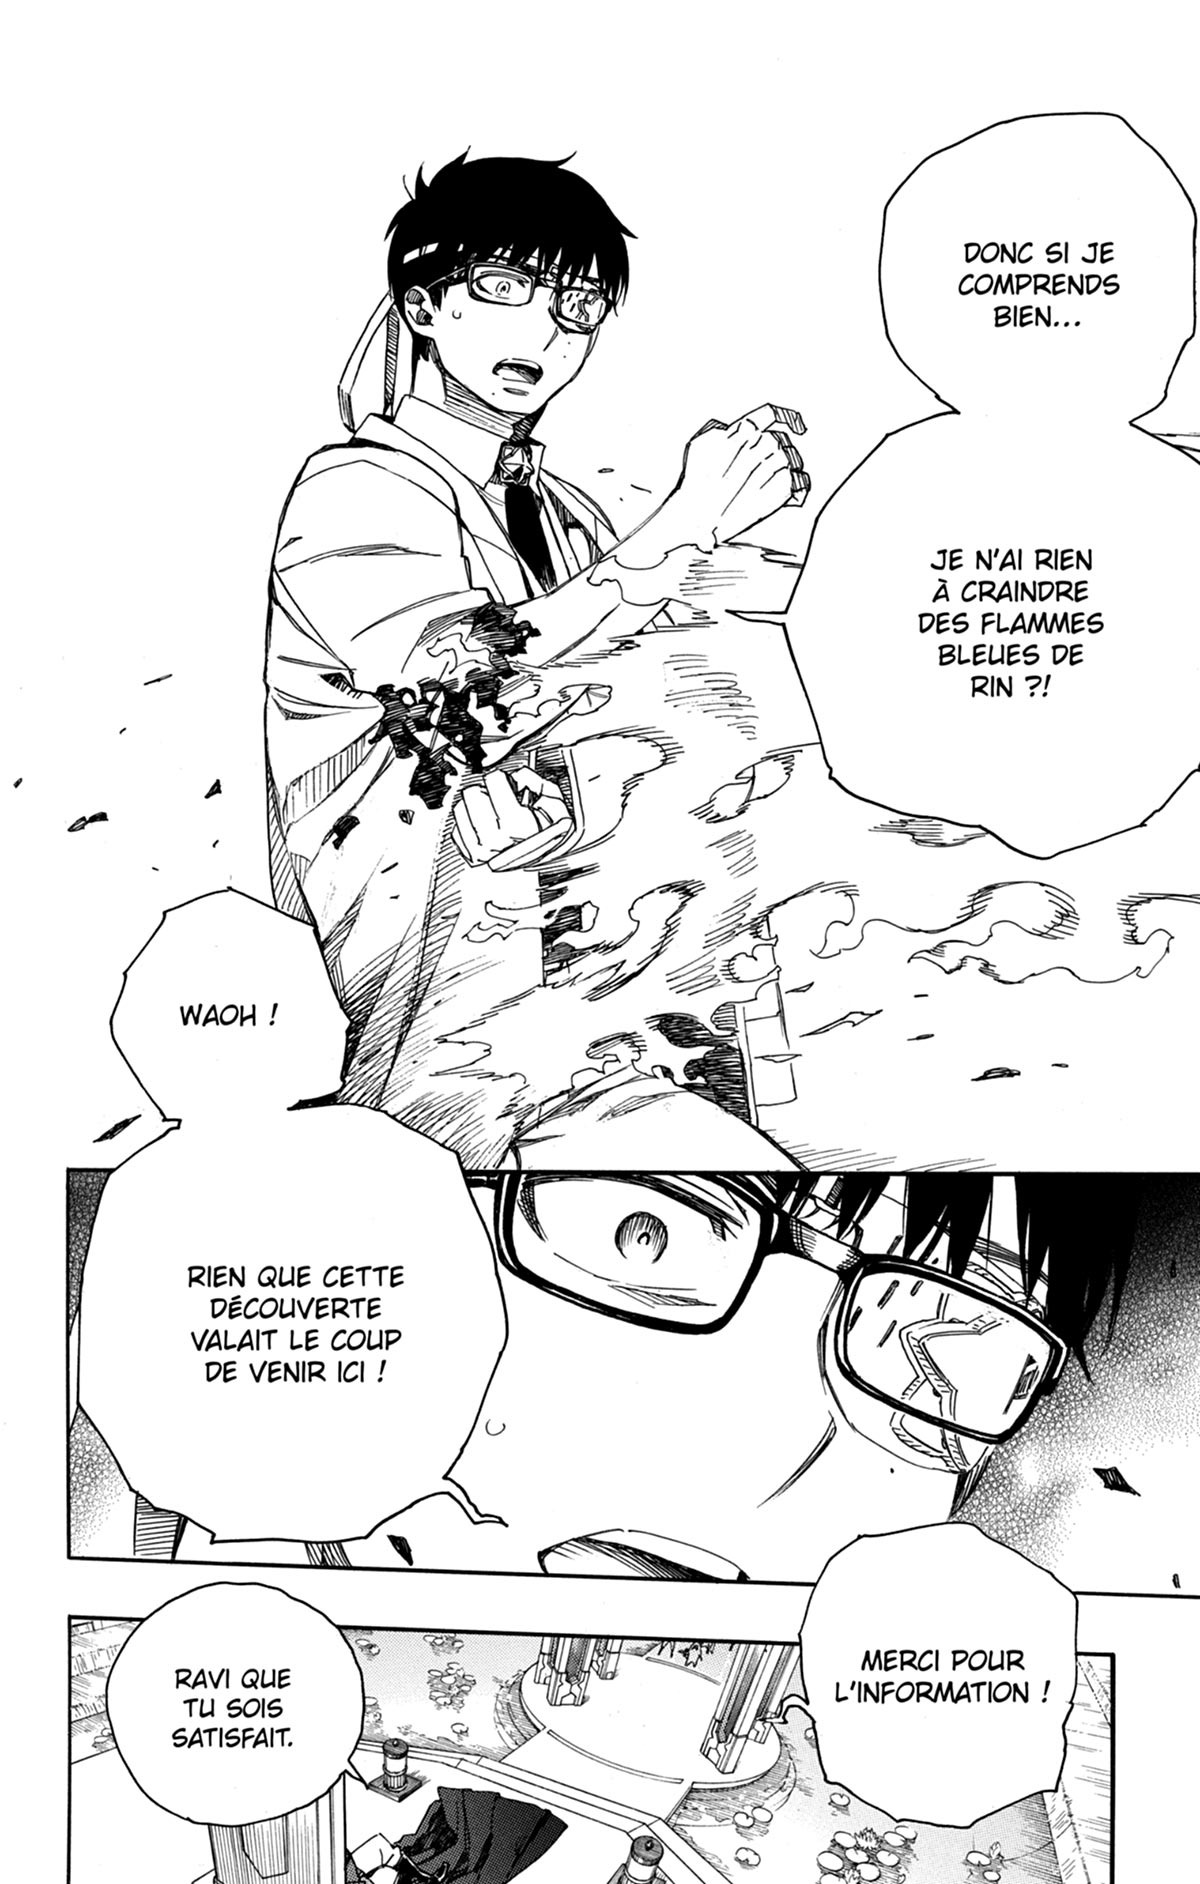 DONC SI JE
COMPRENDS
BIEN...
JE N'AI RIEN
À CRAINDRE
DES FLAMMES
BLEUES DE
RIN ?!
WAOH !
RIEN QUE CETTE
DÉCOUVERTE
VALAIT LE COUP
DE VENIR ICI !
MERCI POUR
L'INFORMATION !
RAVI QUE
TU SOIS
SATISFAIT.